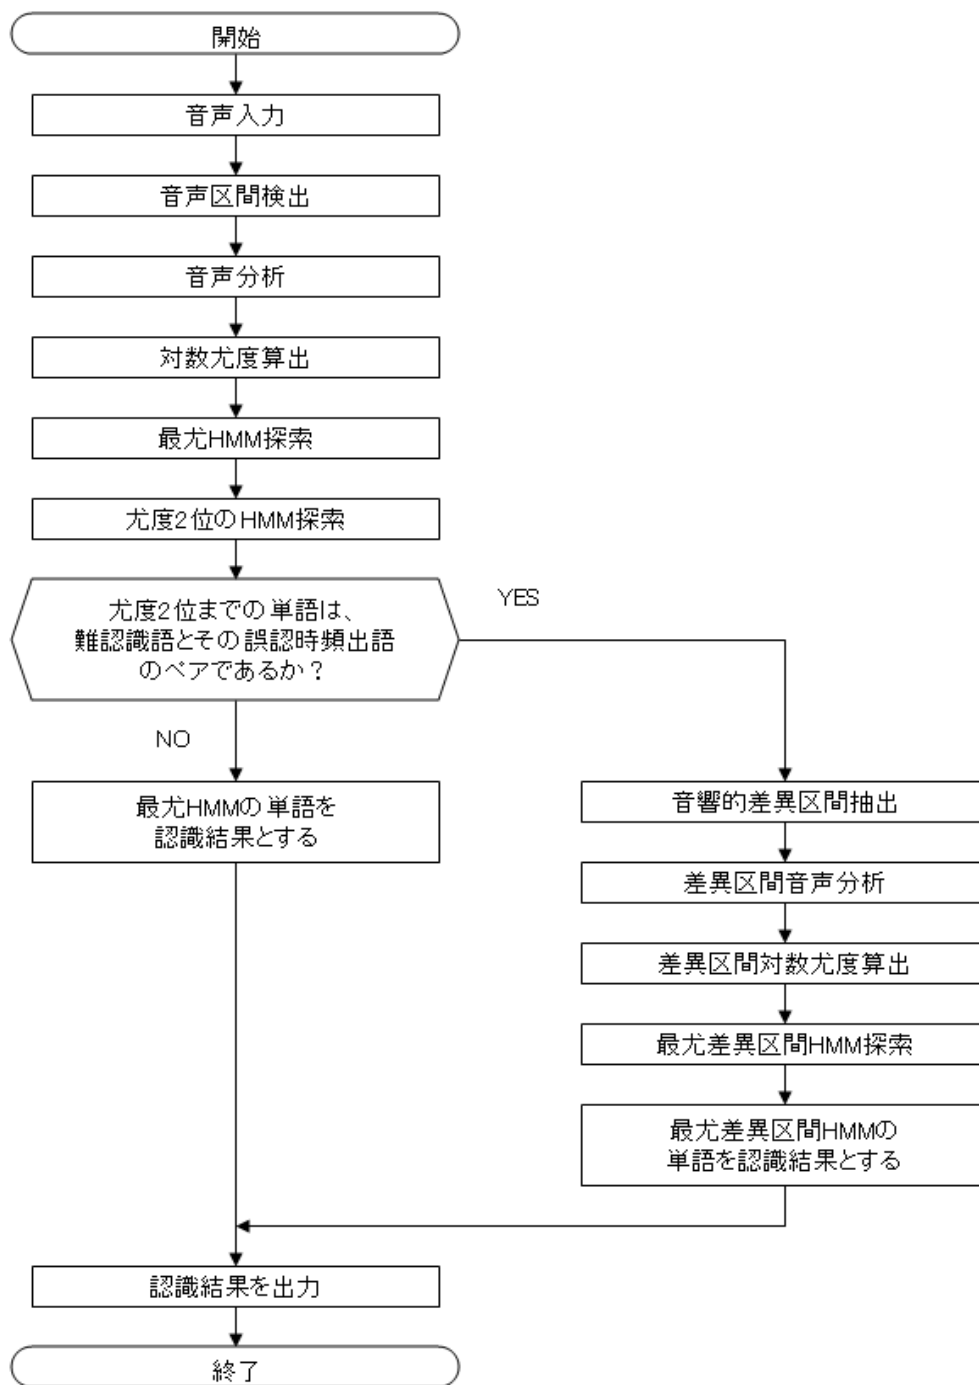 開始
音声入力
音声区間検出
音声分析
対数尤度算出
最尤HMM探索
尤度2位のHMM探索
尤度2位までの単語は、
難認識語とその誤認時頻出語
のペアであるか？
YES
NO
最尤HMMの単語を
認識結果とする
音響的差異区間抽出
差異区間音声分析
差異区間対数尤度算出
最尤差異区間HMM探索
最尤差異区間HMMの
単語を認識結果とする
認識結果を出力
終了